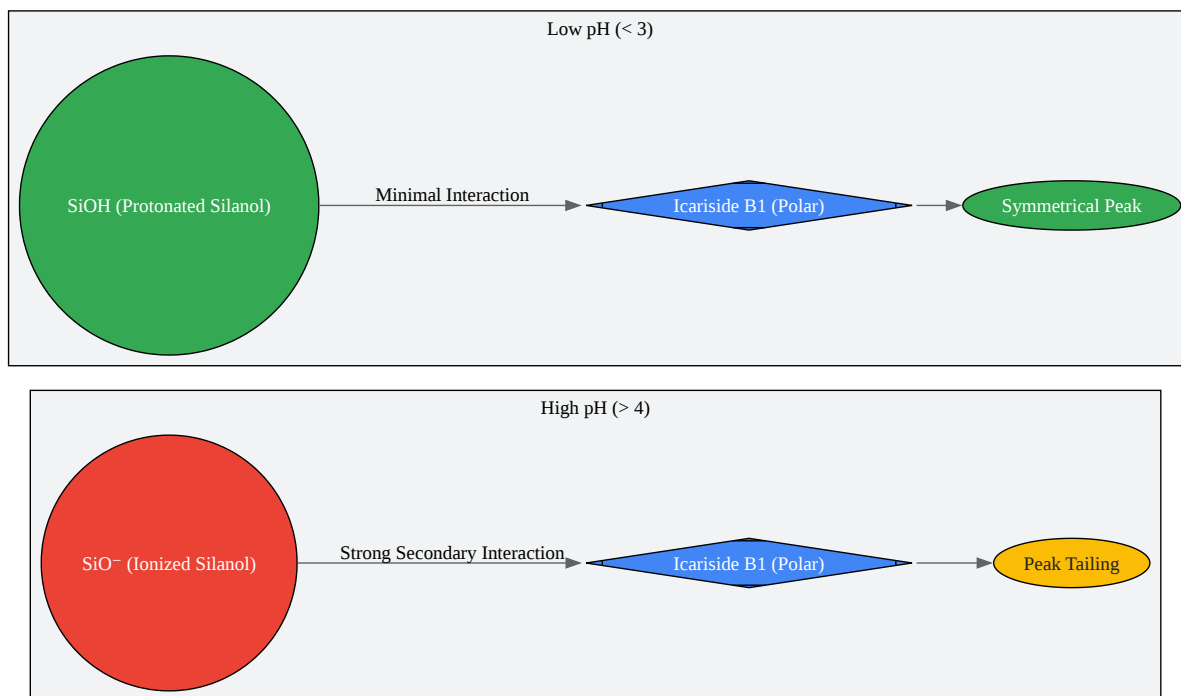 Low pH (< 3)
SiOH (Protonated Silanol)
Minimal Interaction
Icariside B1 (Polar)
Symmetrical Peak
High pH (> 4)
SiO⁻ (Ionized Silanol)
Strong Secondary Interaction
Icariside B1 (Polar)
Peak Tailing